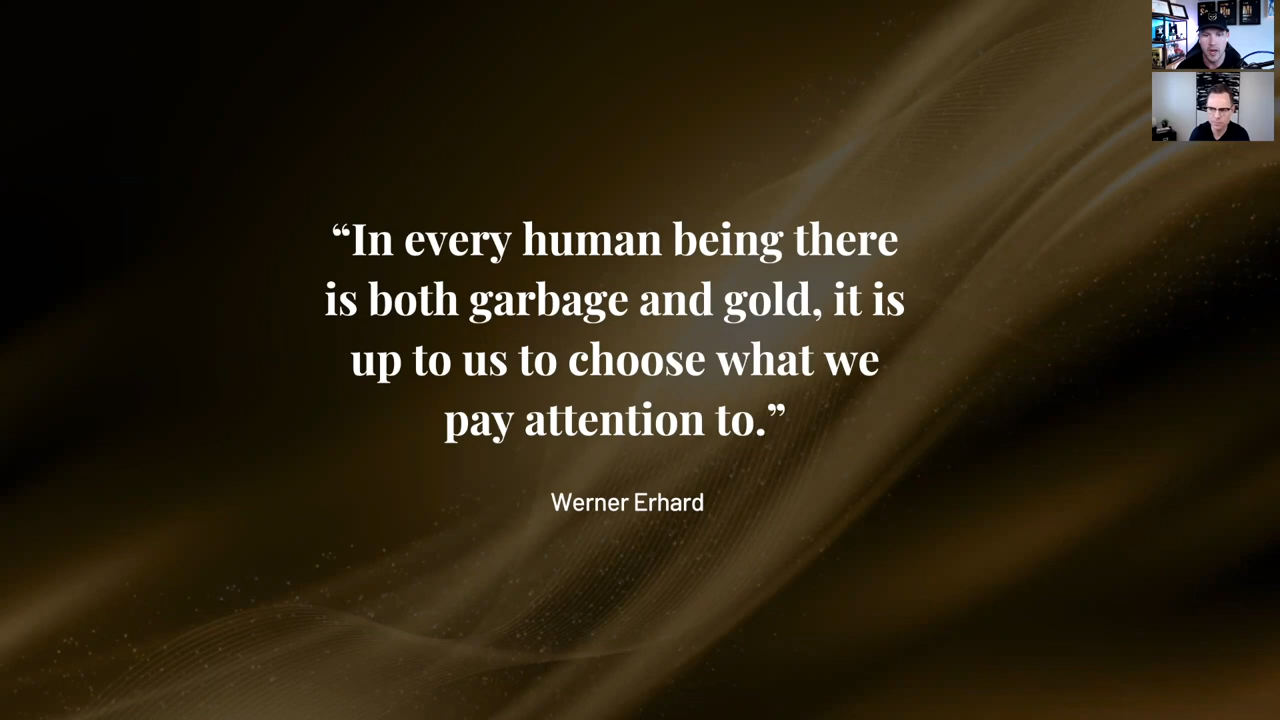 “In every human being there
is both garbage and gold, it is
up to us to choose what we
pay attention to.”
Werner Erhard